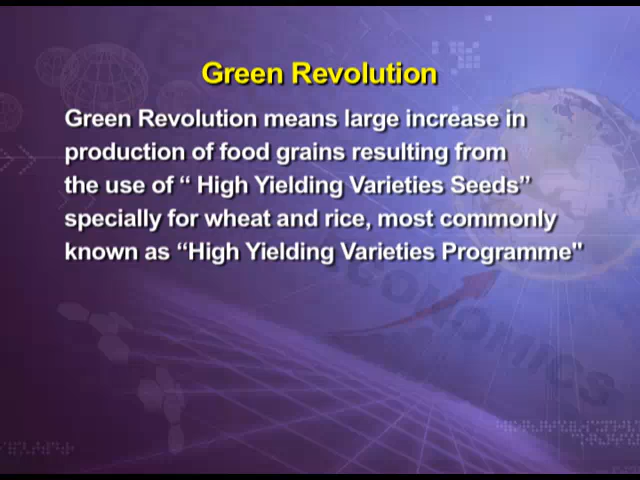 Green Revolution
Green Revolution means large increase in
production of food grains resulting from
the use of “ High Yielding Varieties Seeds”
specially for wheat and rice, most commonly
known as “High Yielding Varieties Programme"
ECONOMICS